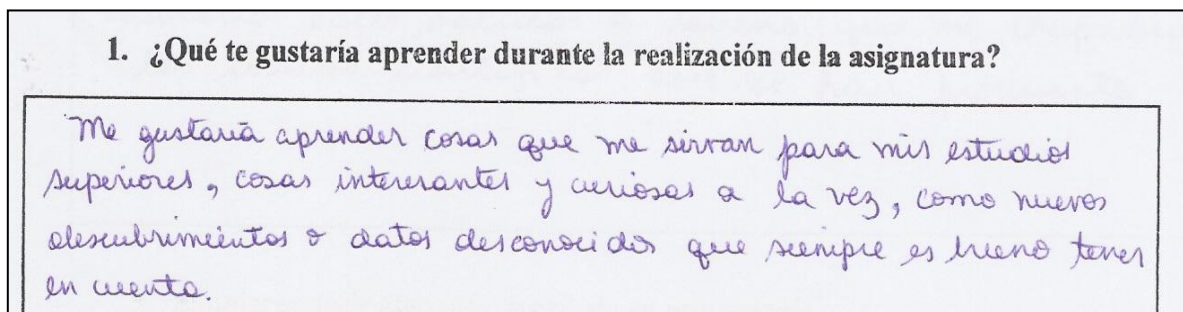 1. ¿Qué te gustaría aprender durante la realización de la asignatura?
Me gustaría aprender cosas que me sirvan para mis estudios
superiores, cosas interesantes y curiosas a la vez, como nuevos
descubrimientos o datos desconocidos que siempre es bueno tener
en cuenta.